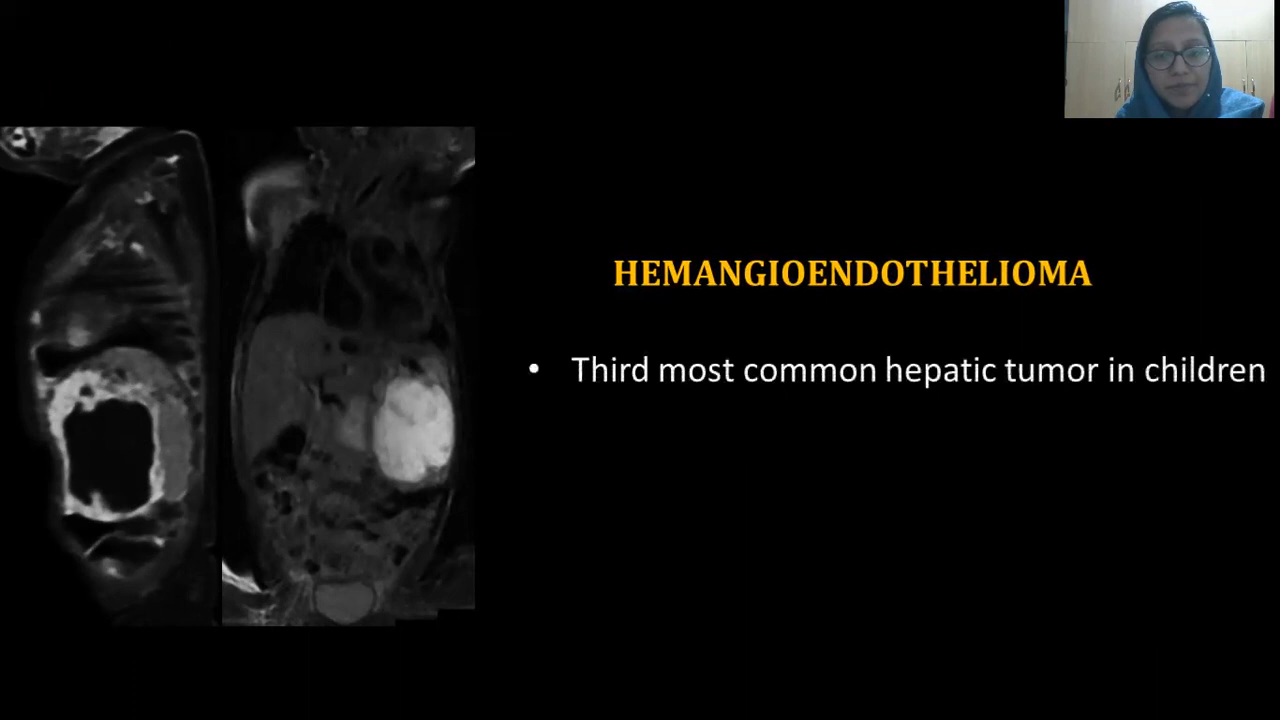 HEMANGIOENDOTHELIOMA
• Third most common hepatic tumor in children